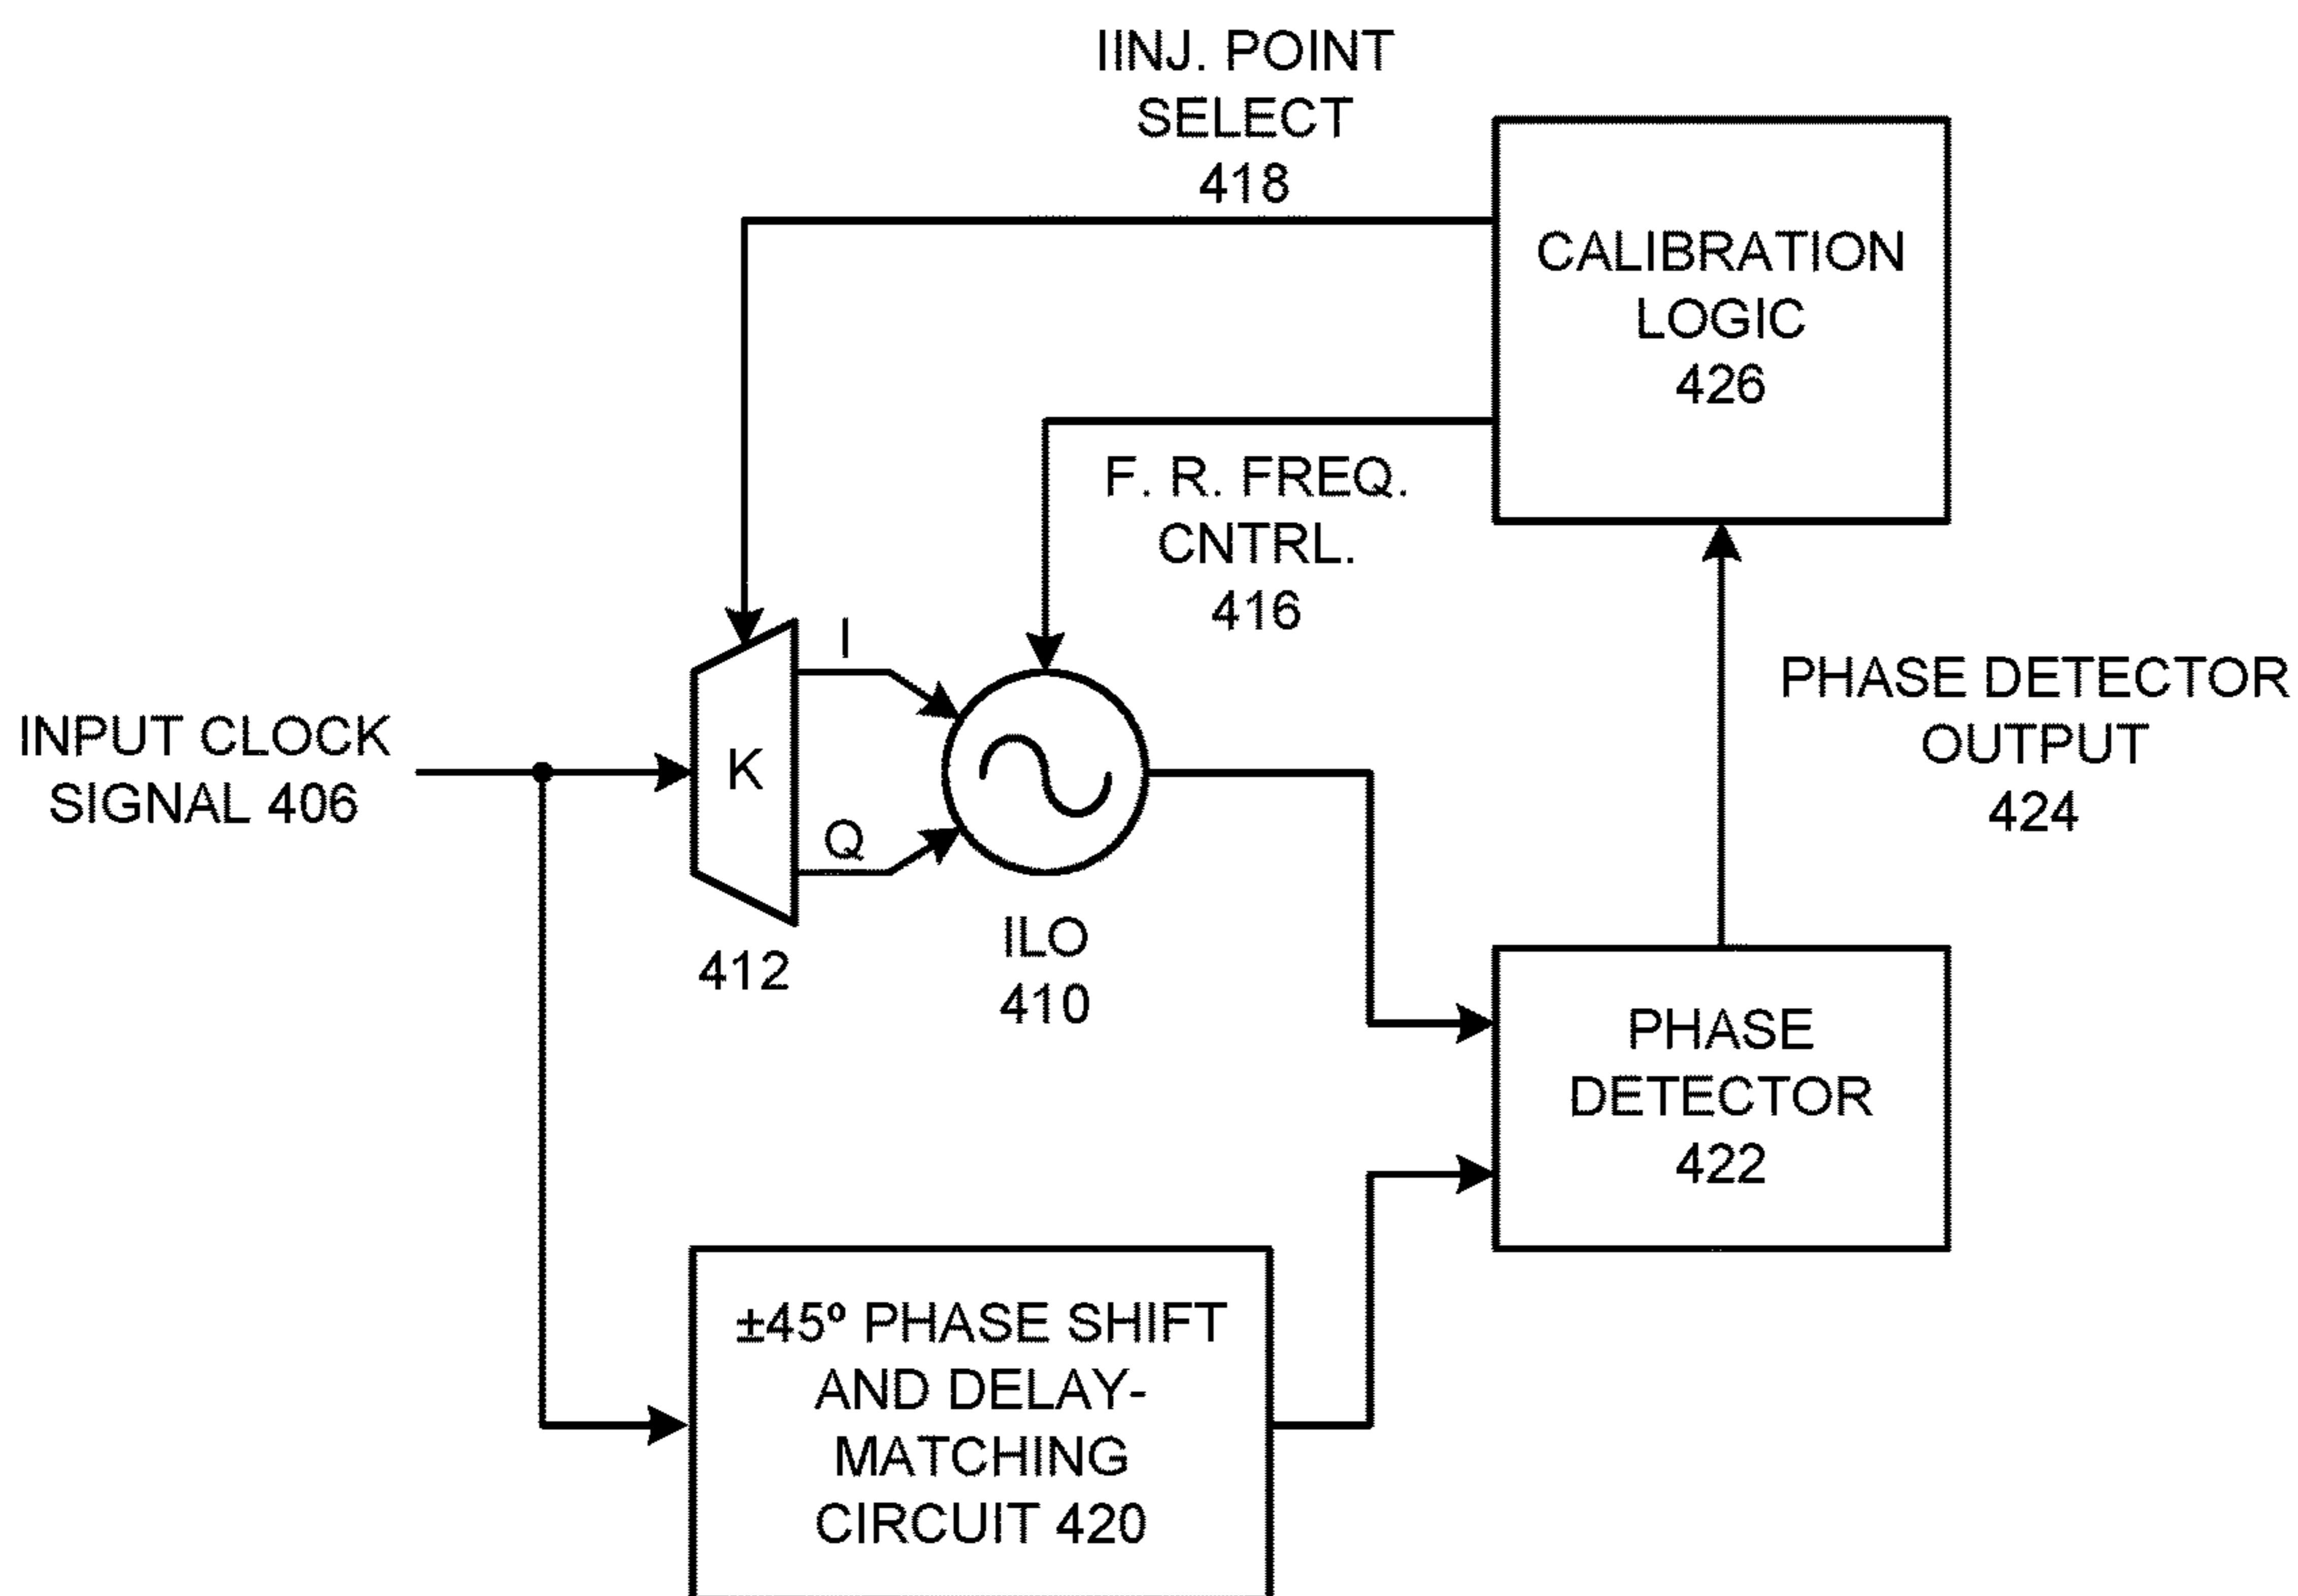 IINJ. POINT
SELECT
418
CALIBRATION
LOGIC
426
F. R. FREQ.
CNTRL.
416
I
K
Q
INPUT CLOCK
SIGNAL 406
412
ILO
410
PHASE DETECTOR
OUTPUT
424
PHASE
DETECTOR
422
±45º PHASE SHIFT
AND DELAY-
MATCHING
CIRCUIT 420